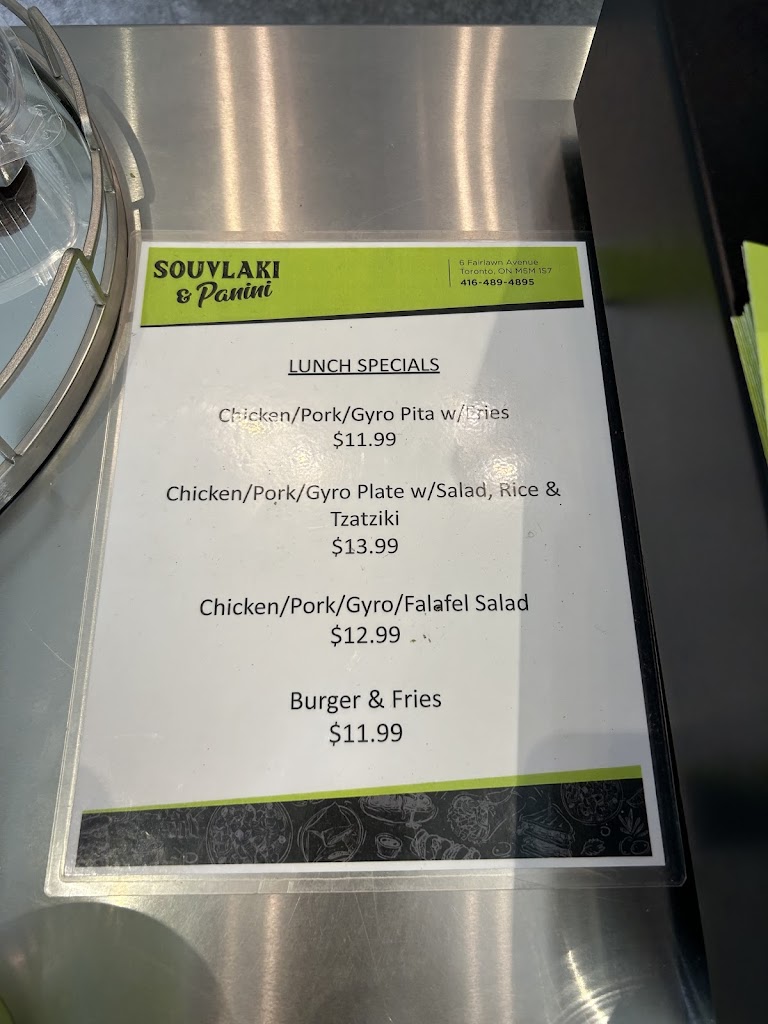 SOUVLAKI
& Panini
6 Fairlawn Avenue
Toronto, ON M5M 1S7
416-489-4895
LUNCH SPECIALS
Chicken/Pork/Gyro Pita w/Fries
$11.99
Chicken/Pork/Gyro Plate w/Salad, Rice &
Tzatziki
$13.99
Chicken/Pork/Gyro/Falafel Salad
$12.99
Burger & Fries
$11.99